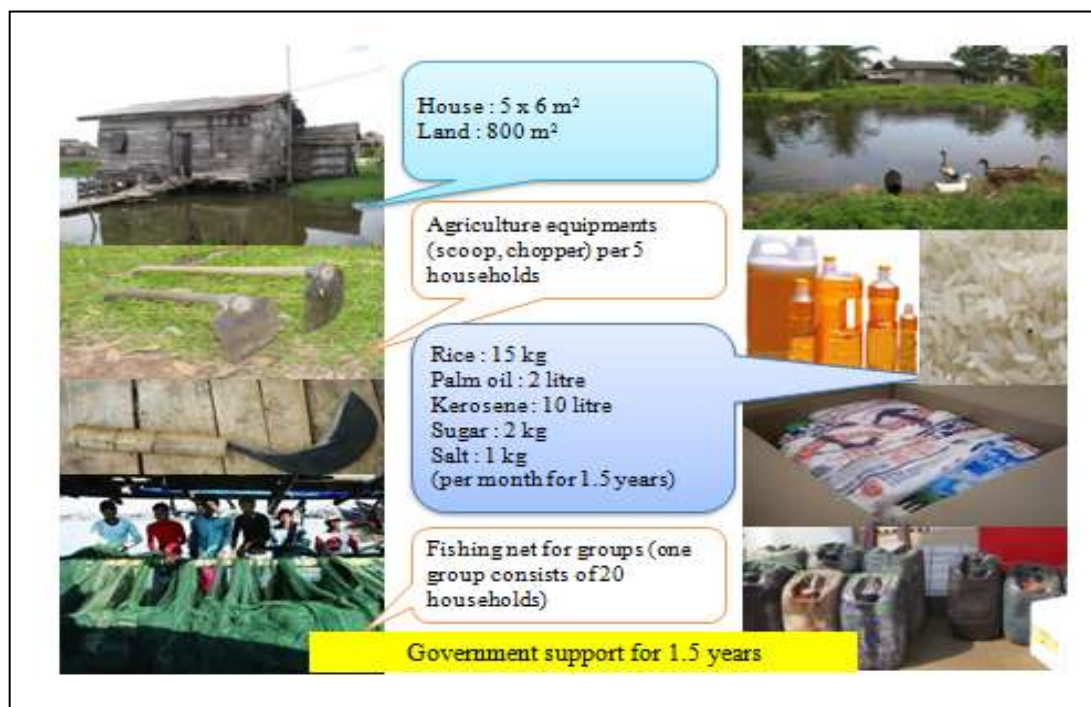 House : 5 x 6 m²
Land : 800 m²
Agriculture equipments
(scoop, chopper) per 5
households
Rice : 15 kg
Palm oil : 2 litre
Kerosene : 10 litre
Sugar : 2 kg
Salt : 1 kg
(per month for 1.5 years)
Fishing net for groups (one
group consists of 20
households)
Government support for 1.5 years